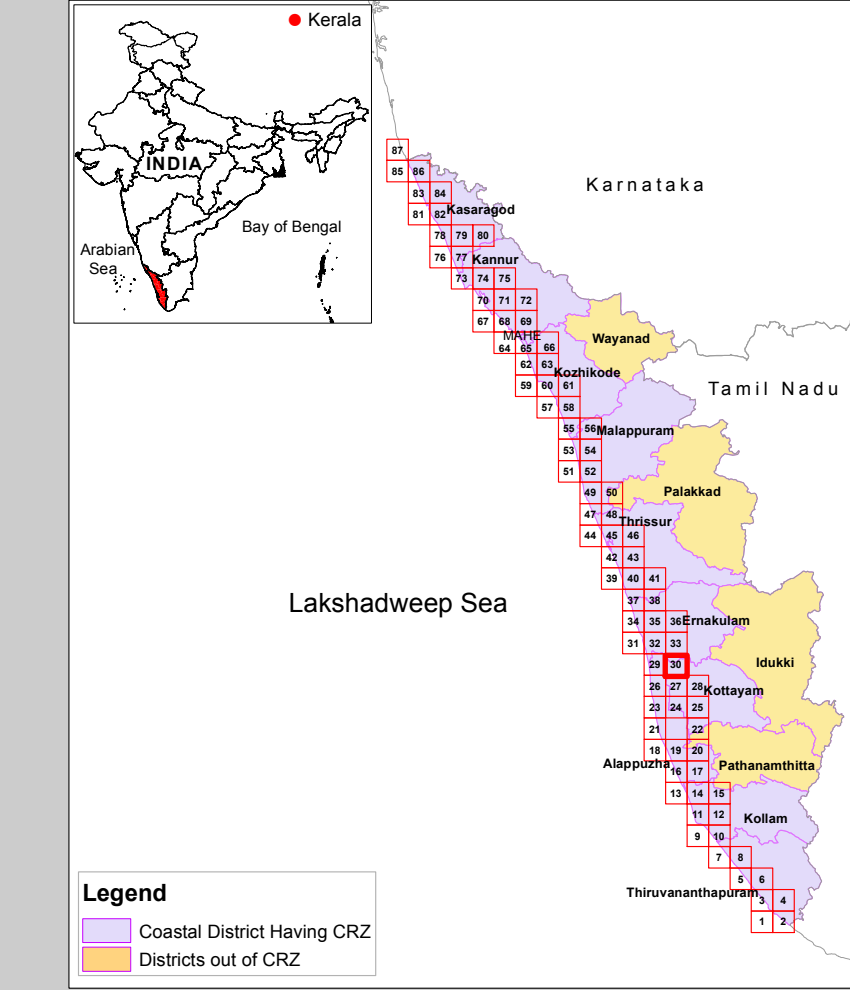 Kerala
INDIA
Bay of Bengal
Arabian
Sea
Karnataka
87
85 86
83 84
Kasaragod
81 82
78 79 80
76 77
Kannur
73 74 75
70 71 72
67 68 69
MAHE
Wayanad
64 65 66
62 63
Kozhikode
59 60 61
Tamil Nadu
57 58
55 56
Malappuram
53 54
51 52
49 50
Palakkad
47 48
Thrissur
44 45 46
42 43
39 40 41
37 38
Lakshadweep Sea
34 35 36
Ernakulam
31 32 33
29 30
Idukki
26 27 28
Kottayam
23 24 25
21 22
18 19 20
Alappuzha
Pathanamthitta
16 17
13 14 15
11 12
Kollam
9 10
7 8
5 6
Thiruvananthapuram
3 4
1 2
Legend
Coastal District Having CRZ
Districts out of CRZ